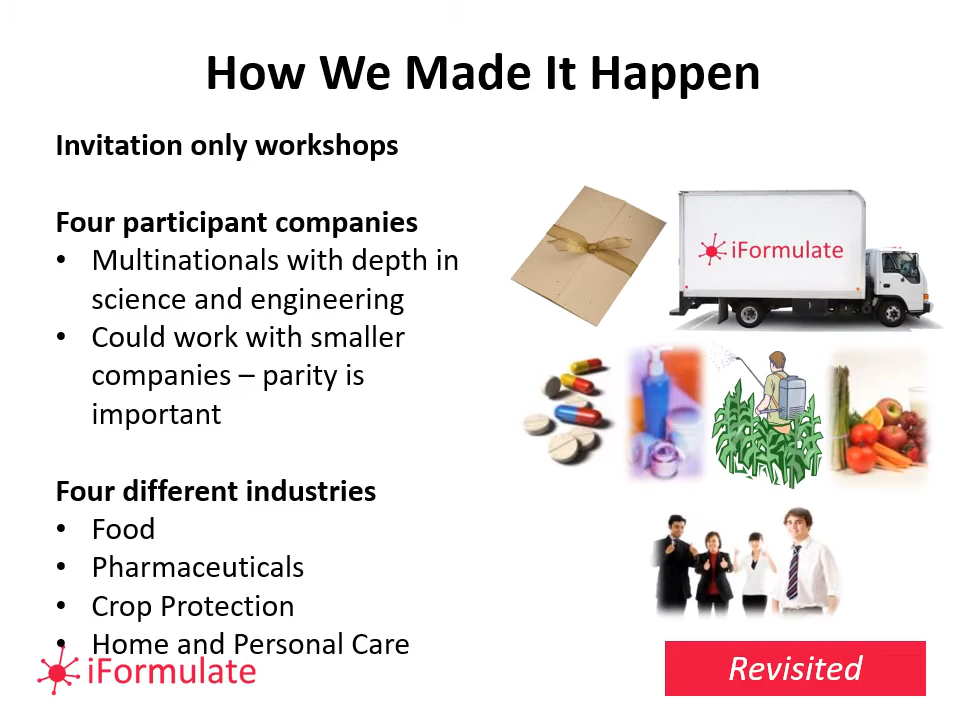 How We Made It Happen
Invitation only workshops
Four participant companies
• Multinationals with depth in
science and engineering
• Could work with smaller
companies – parity is
important
Four different industries
• Food
• Pharmaceuticals
• Crop Protection
• Home and Personal Care
iFormulate
iFormulate
Revisited